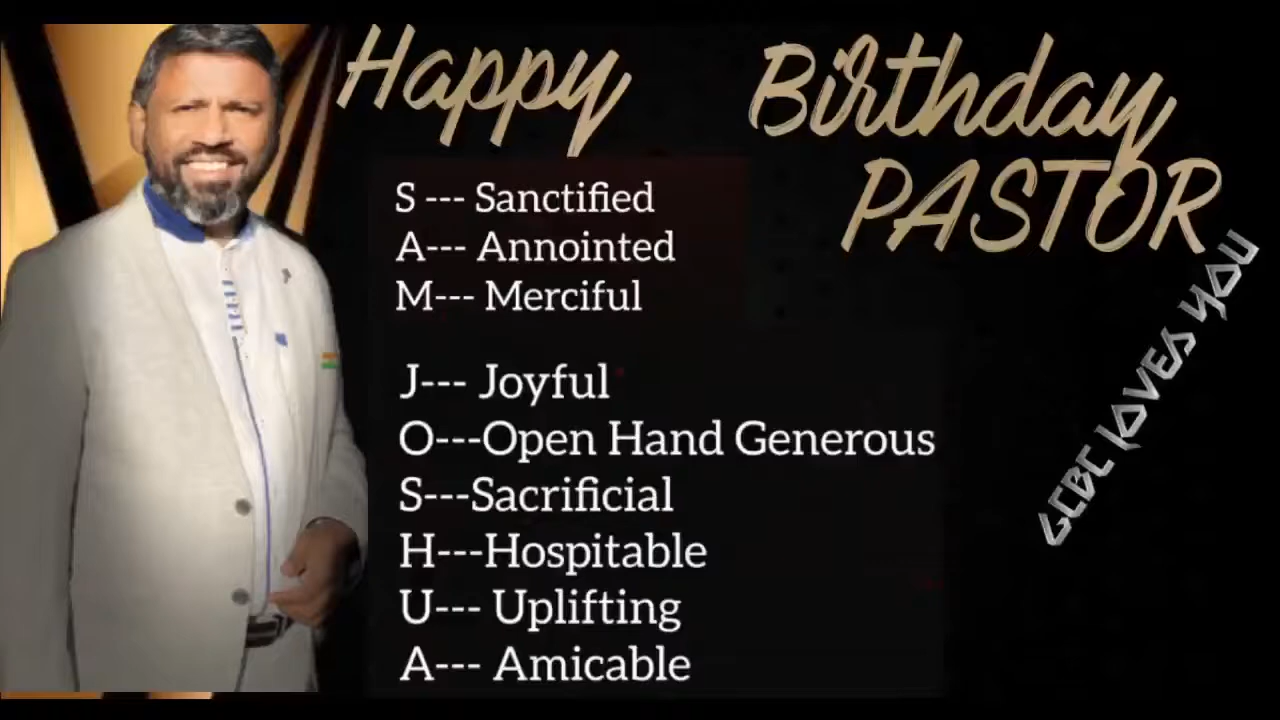 Happy Birthday
PASTOR
S --- Sanctified
A--- Annointed
M--- Merciful
J--- Joyful
O---Open Hand Generous
S---Sacrificial
H---Hospitable
U--- Uplifting
A--- Amicable
GCBC LOVES YOU